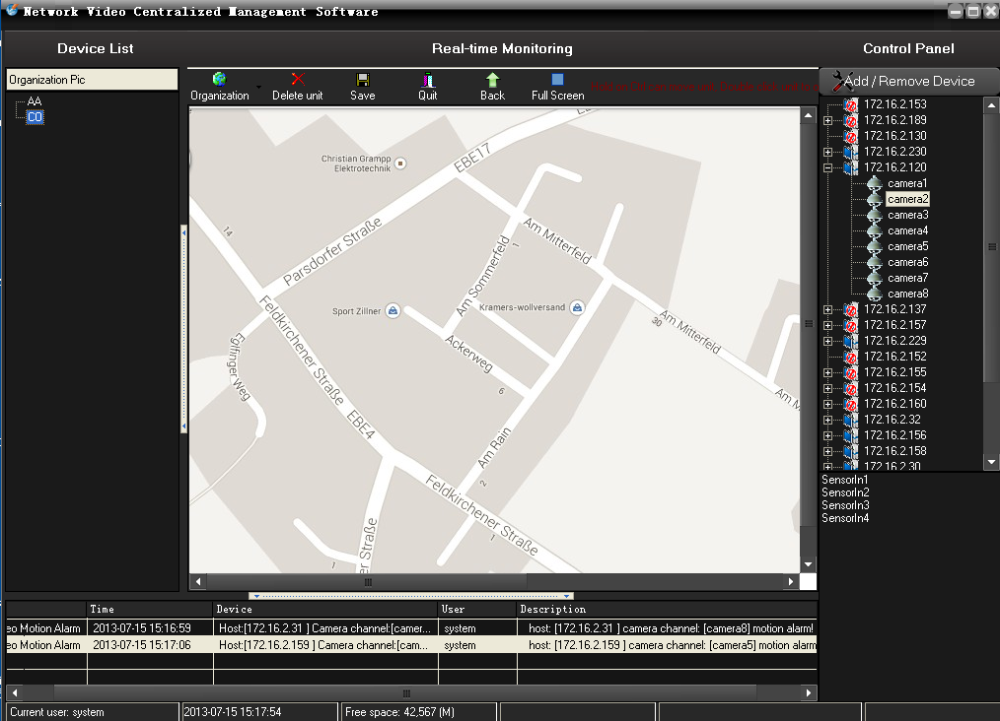 Network Video Centralized Management Software
Device List
Real-time Monitoring
Control Panel
Organization Pic
AA
CO
Organization
Delete unit
Save
Quit
Back
Full Screen
Add / Remove Device
172.16.2.153
172.16.2.189
172.16.2.130
172.16.2.230
172.16.2.120
camera1
camera2
camera3
camera4
camera5
camera6
camera7
camera8
172.16.2.137
172.16.2.157
172.16.2.229
172.16.2.152
172.16.2.155
172.16.2.154
172.16.2.160
172.16.2.32
172.16.2.156
172.16.2.158
172.16.2.30
SensorIn1
SensorIn2
SensorIn3
SensorIn4
Christian Grampp
Elektrotechnik
EBE17
14
Parsdorfer Straße
Am Mitterfeld
1
Am Sommerfeld
Sport Zillner
Kramers-wollversand
30
Am Mitterfeld
Feldkirchener Straße
Eglfinger Weg
Ackerweg
6
Am M
EBE4
Am Rain
2
Feldkirchener Straße
1
er Straße
1
Time
Device
User
Description
eo Motion Alarm
2013-07-15 15:16:59
Host:[172.16.2.31 ] Camera channel:[camer...
system
host: [172.16.2.31 ] camera channel: [camera8] motion alarm!
eo Motion Alarm
2013-07-15 15:17:06
Host:[172.16.2.159 ] Camera channel:[cam...
system
host: [172.16.2.159 ] camera channel: [camera5] motion alarm
Current user: system
2013-07-15 15:17:54
Free space: 42,567 (M)